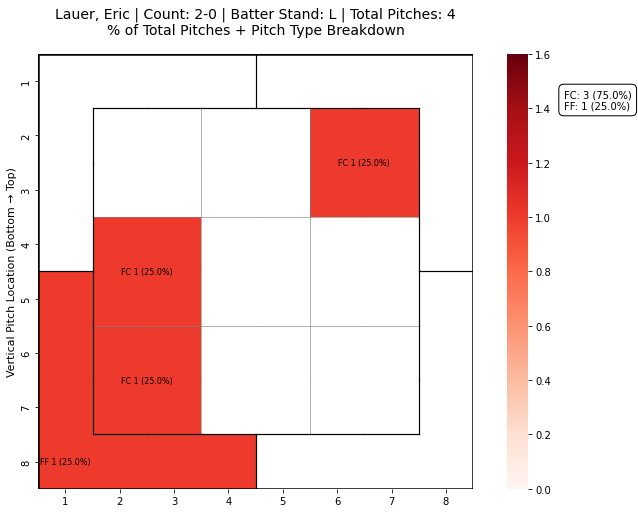 Lauer, Eric | Count: 2-0 | Batter Stand: L | Total Pitches: 4
% of Total Pitches + Pitch Type Breakdown
Vertical Pitch Location (Bottom → Top)
1
2
3
4
5
6
7
8
FC 1 (25.0%)
FC 1 (25.0%)
FC 1 (25.0%)
FF 1 (25.0%)
1
2
3
4
5
6
7
8
1.6
1.4
1.2
1.0
0.8
0.6
0.4
0.2
0.0
FC: 3 (75.0%)
FF: 1 (25.0%)